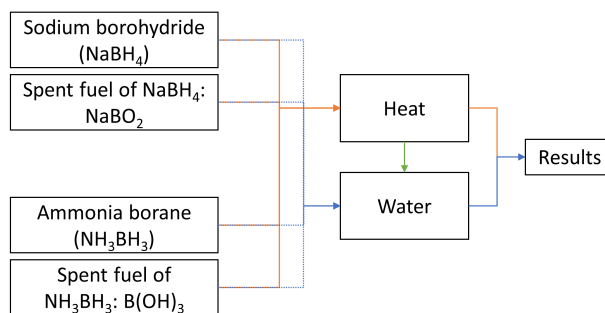 Sodium borohydride
(NaBH₄)
Spent fuel of NaBH₄:
NaBO₂
Ammonia borane
(NH₃BH₃)
Spent fuel of
NH₃BH₃: B(OH)₃
Heat
Water
Results